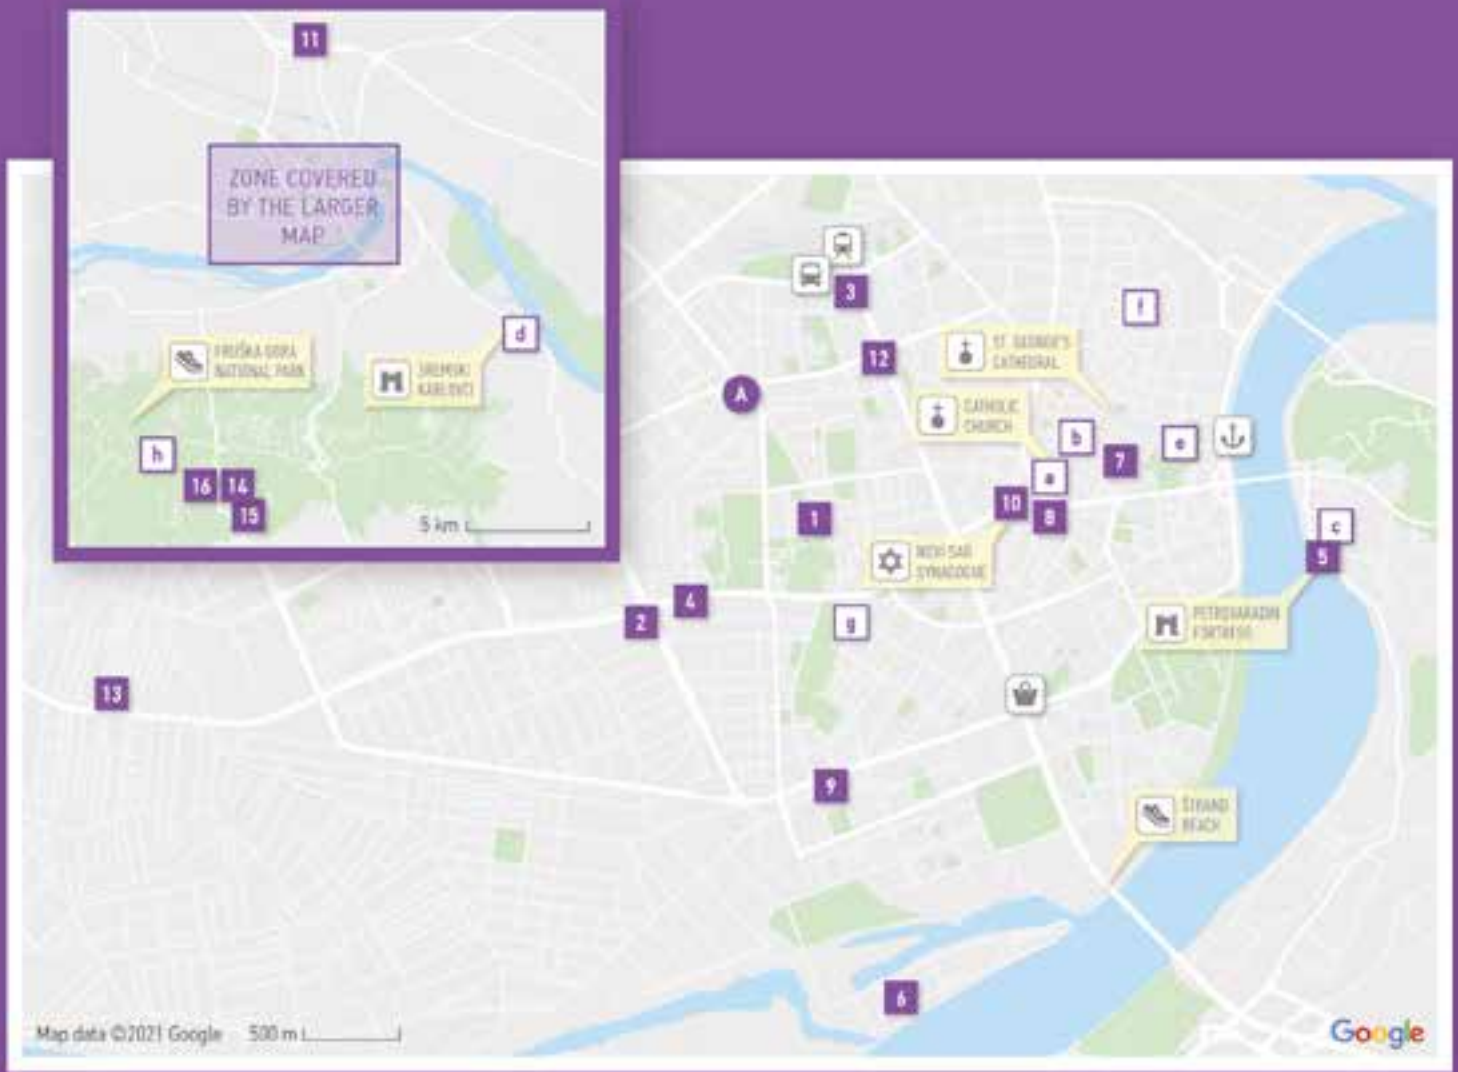 11
ZONE COVERED
BY THE LARGER
MAP
FRUŠKA GORA
NATIONAL PARK
SREMSKI
KARLOVCI
d
h
16
14
15
5 km
3
f
12
ST. GEORGE'S
CATHEDRAL
A
CATHOLIC
CHURCH
b
e
7
a
10
8
1
c
5
NOVI SAD
SYNAGOGUE
4
2
g
PETROVARADIN
FORTRESS
13
9
ŠTRAND
BEACH
6
Map data ©2021 Google
500 m
Google